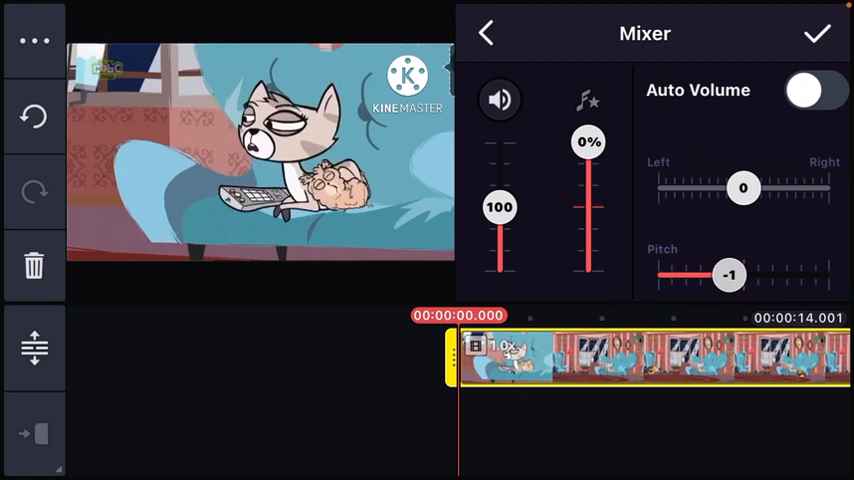 Mixer
CBBC
K
KINEMASTER
Auto Volume
0%
100
Left
Right
0
Pitch
-1
00:00:00.000
00:00:14.001
1.0x